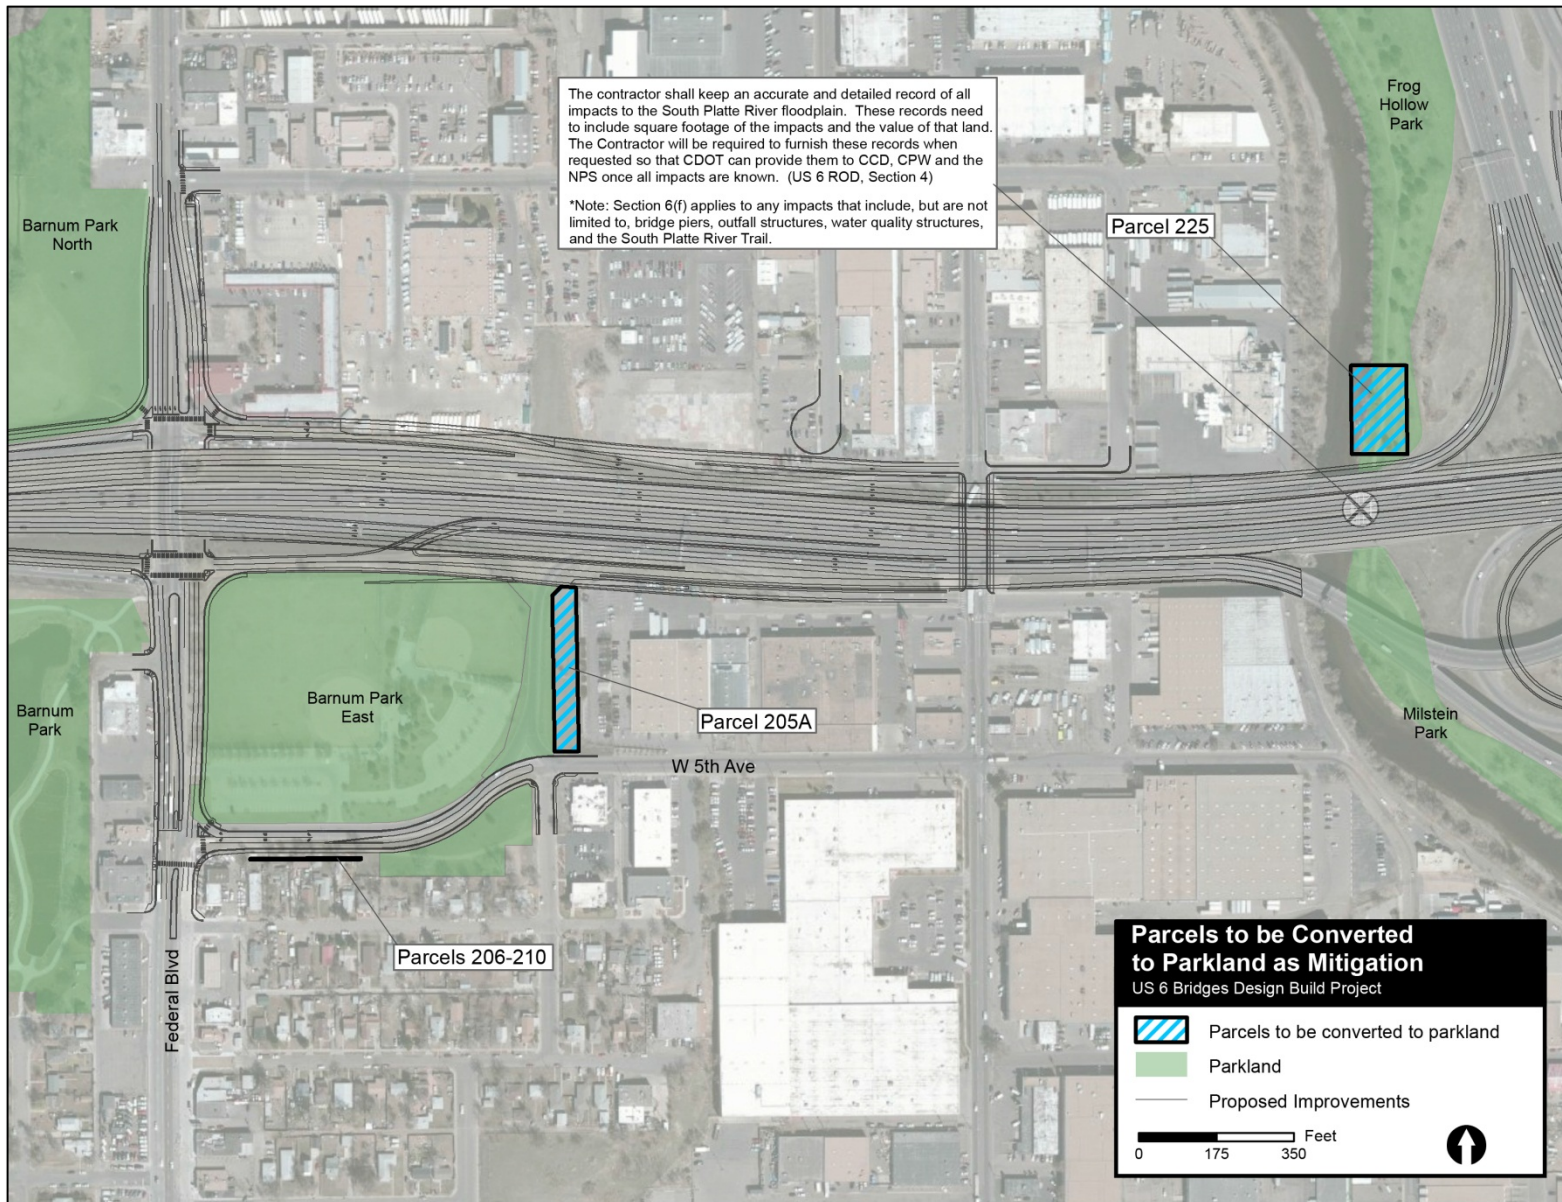 The contractor shall keep an accurate and detailed record of all
impacts to the South Platte River floodplain.  These records need
to include square footage of the impacts and the value of that land.
The Contractor will be required to furnish these records when
requested so that CDOT can provide them to CCD, CPW and the
NPS once all impacts are known.  (US 6 ROD, Section 4)
*Note: Section 6(f) applies to any impacts that include, but are not
limited to, bridge piers, outfall structures, water quality structures,
and the South Platte River Trail.
Frog
Hollow
Park
Barnum Park
North
Parcel 225
Barnum Park
East
Barnum
Park
Parcel 205A
Milstein
Park
W 5th Ave
Parcels 206-210
Federal Blvd
Parcels to be Converted
to Parkland as Mitigation
US 6 Bridges Design Build Project
Parcels to be converted to parkland
Parkland
Proposed Improvements
Feet
0 175 350